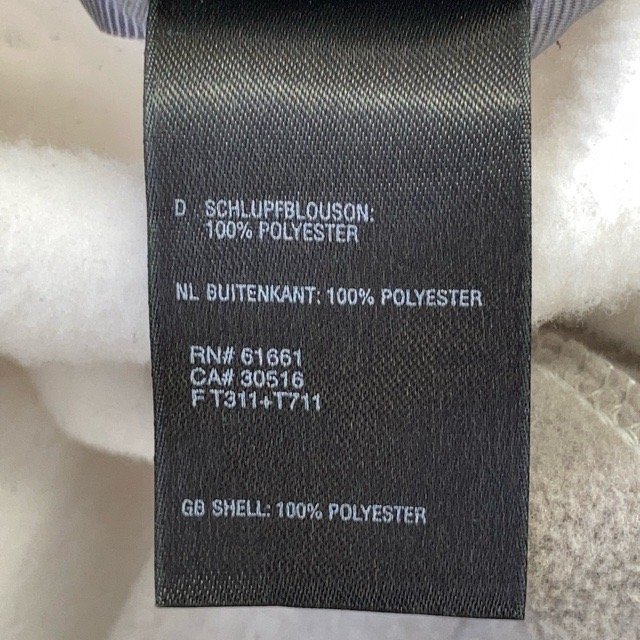 D SCHLUPFBLOUSON:
100% POLYESTER
NL BUITENKANT: 100% POLYESTER
RN# 61661
CA# 30516
F T311+T711
GB SHELL: 100% POLYESTER